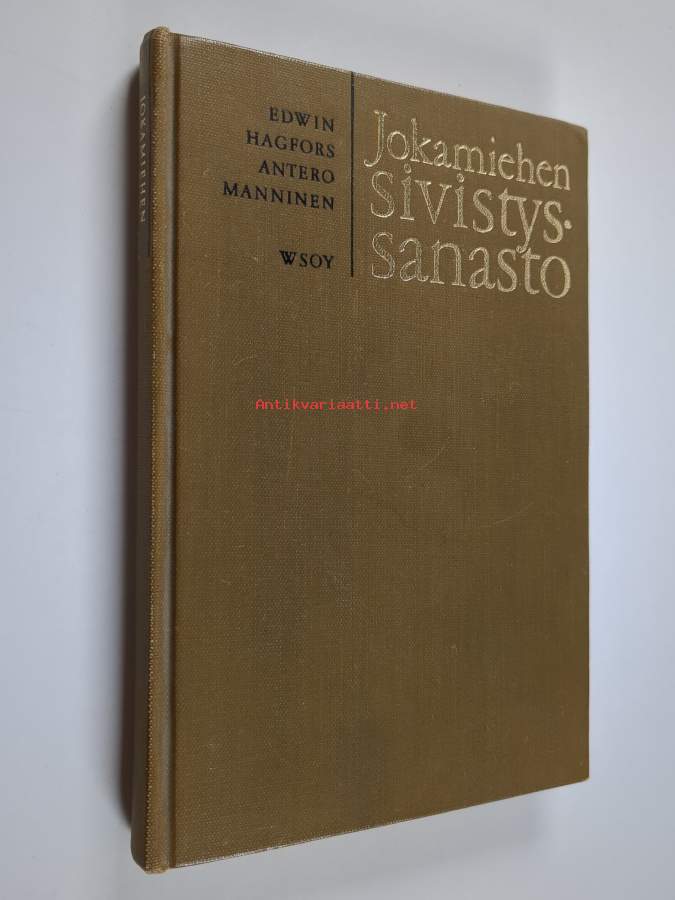 EDWIN
HAGFORS
ANTERO
MANNINEN
WSOY
Jokamiehen
sivistys-
sanasto
JOKAMIEHEN
Antikvariaatti.net